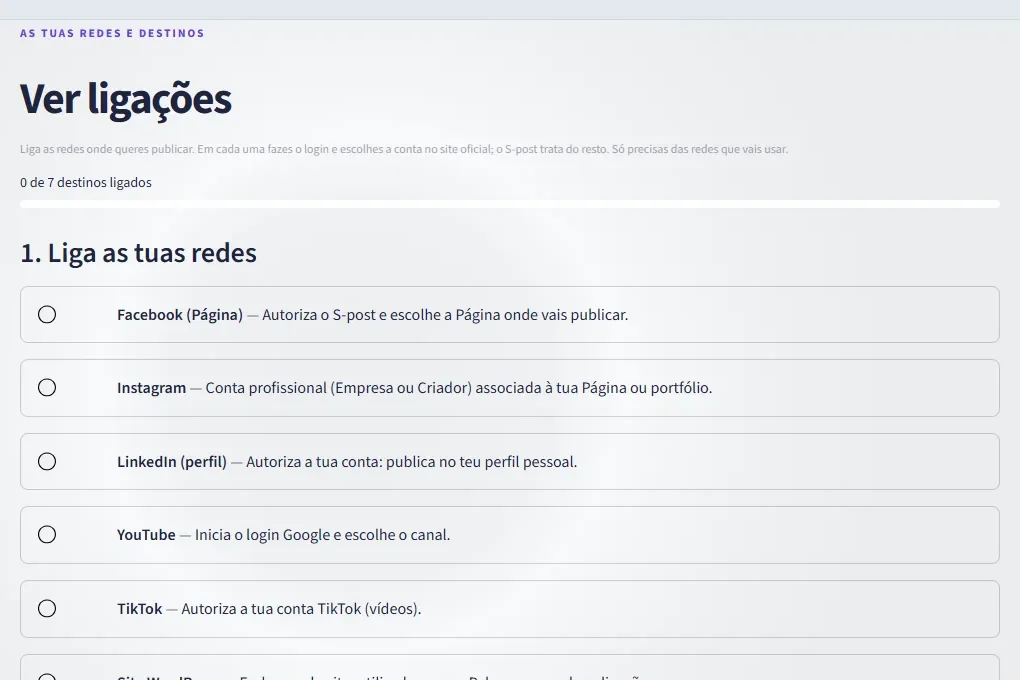 AS TUAS REDES E DESTINOS
Ver ligações
Liga as redes onde queres publicar. Em cada uma fazes o login e escolhes a conta no site oficial; o S-post trata do resto. Só precisas das redes que vais usar.
0 de 7 destinos ligados
1. Liga as tuas redes
Facebook (Página) — Autoriza o S-post e escolhe a Página onde vais publicar.
Instagram — Conta profissional (Empresa ou Criador) associada à tua Página ou portfólio.
LinkedIn (perfil) — Autoriza a tua conta: publica no teu perfil pessoal.
YouTube — Inicia o login Google e escolhe o canal.
TikTok — Autoriza a tua conta TikTok (vídeos).